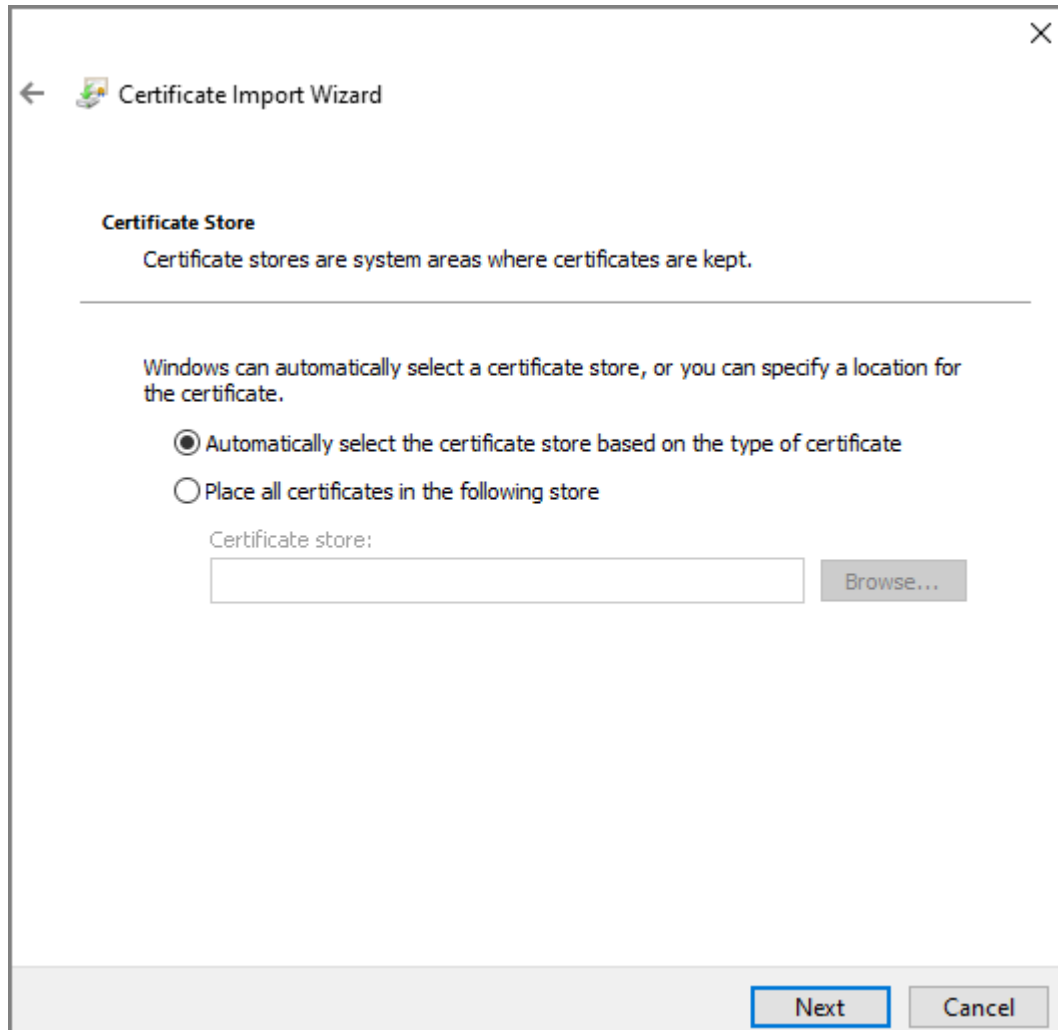 Certificate Import Wizard
Certificate Store
Certificate stores are system areas where certificates are kept.
Windows can automatically select a certificate store, or you can specify a location for
the certificate.
Automatically select the certificate store based on the type of certificate
Place all certificates in the following store
Certificate store:
Browse...
Next
Cancel